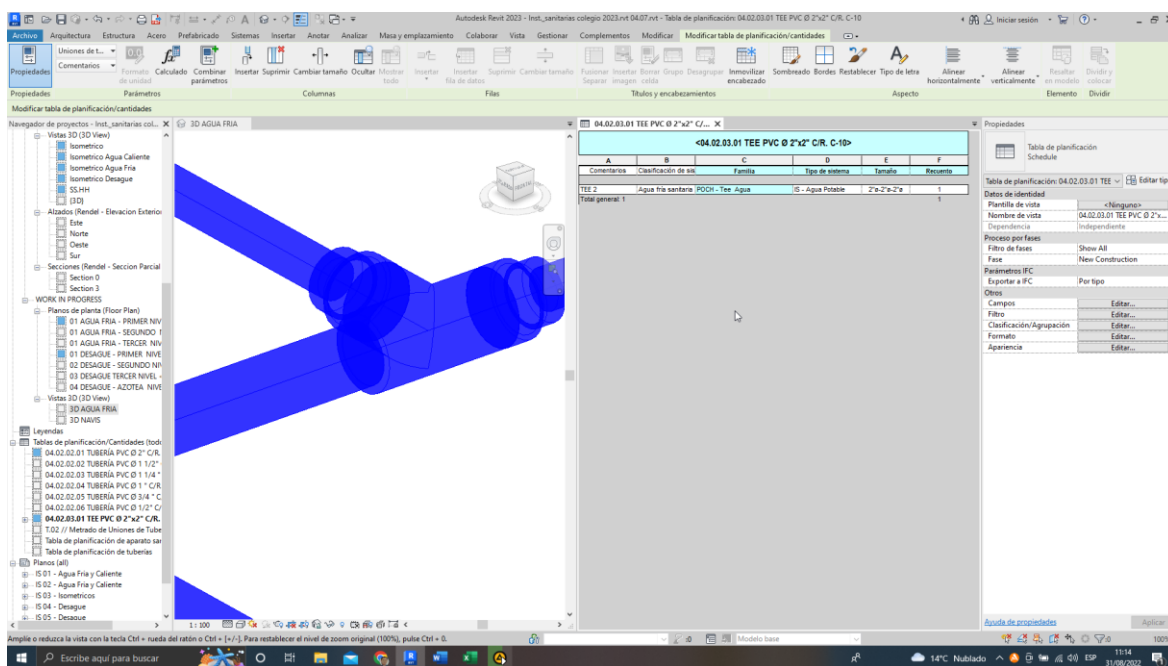 Autodesk Revit 2023 - Inst_sanitarias colegio 2023.rvt 04.07.rvt - Tabla de planificación: 04.02.03.01 TEE PVC Ø 2"x2" C/R. C-10
Iniciar sesión
Archivo Arquitectura Estructura Acero Prefabricado Sistemas Insertar Anotar Analizar Masa y emplazamiento Colaborar Vista Gestionar Complementos Modificar Modificar tabla de planificación/cantidades
Propiedades
Uniones de t...
Comentarios
Formato de unidad
Calculado
Combinar parámetros
Insertar Suprimir Cambiar tamaño Ocultar Mostrar todo
Insertar
Insertar fila de datos
Suprimir Cambiar tamaño
Fusionar Separar
Insertar imagen
Borrar celda
Grupo Desagrupar
Inmovilizar encabezado
Sombreado Bordes Restablecer Tipo de letra
Alinear horizontalmente
Alinear verticalmente
Resaltar en modelo
Dividir y colocar
Propiedades Parámetros Columnas Filas Títulos y encabezamientos Aspecto Elemento Dividir
Modificar tabla de planificación/cantidades
Navegador de proyectos - Inst_sanitarias col...
Vistas 3D (3D View)
Isometrico
Isometrico Agua Caliente
Isometrico Agua Fria
Isometrico Desague
SS.HH
{3D}
Alzados (Rendel - Elevacion Exterio
Este
Norte
Oeste
Sur
Secciones (Rendel - Seccion Parcial
Section 0
Section 3
WORK IN PROGRESS
Planos de planta (Floor Plan)
01 AGUA FRIA - PRIMER NIV
01 AGUA FRIA - SEGUNDO
01 AGUA FRIA - TERCER NIV
01 DESAGUE - PRIMER NIVE
02 DESAGUE - SEGUNDO NI
03 DESAGUE TERCER NIVEL -
04 DESAGUE - AZOTEA NIVE
Vistas 3D (3D View)
3D AGUA FRIA
3D NAVIS
Leyendas
Tablas de planificación/Cantidades (tod
04.02.02.01 TUBERÍA PVC Ø 2" C/R.
04.02.02.02 TUBERÍA PVC Ø 1 1/2"
04.02.02.03 TUBERÍA PVC Ø 1 1/4 "
04.02.02.04 TUBERÍA PVC Ø 1 " C/R
04.02.02.05 TUBERÍA PVC Ø 3/4 " C
04.02.02.06 TUBERÍA PVC Ø 1/2" C/
04.02.03.01 TEE PVC Ø 2"x2" C/R.
T.02 // Metrado de Uniones de Tube
Tabla de planificación de aparato sar
Tabla de planificación de tuberías
Planos (all)
IS 01 - Agua Fria y Caliente
IS 02 - Agua Fria y Caliente
IS 03 - Isometricos
IS 04 - Desague
IS 05 - Desague
3D AGUA FRIA
1 : 100
04.02.03.01 TEE PVC Ø 2"x2" C/...
<04.02.03.01 TEE PVC Ø 2"x2" C/R. C-10>
A B C D E F
Comentarios Clasificación de sis Familia Tipo de sistema Tamaño Recuento
TEE 2 Agua fría sanitaria POCH - Tee Agua IS - Agua Potable 2"ø-2"ø-2"ø 1
Total general: 1 1
Propiedades
Tabla de planificación
Schedule
Tabla de planificación: 04.02.03.01 TEE Editar tip
Datos de identidad
Plantilla de vista <Ninguno>
Nombre de vista 04.02.03.01 TEE PVC Ø 2"x...
Dependencia Independiente
Proceso por fases
Filtro de fases Show All
Fase New Construction
Parámetros IFC
Exportar a IFC Por tipo
Otros
Campos Editar...
Filtro Editar...
Clasificación/Agrupación Editar...
Formato Editar...
Apariencia Editar...
Ayuda de propiedades Aplicar
Amplíe o reduzca la vista con la tecla Ctrl + rueda del ratón o Ctrl + [+/-]. Para restablecer el nivel de zoom original (100%), pulse Ctrl + 0.
:0
Modelo base
:0
100%
Escribe aquí para buscar
14°C Nublado
ESP
11:14
31/08/2022